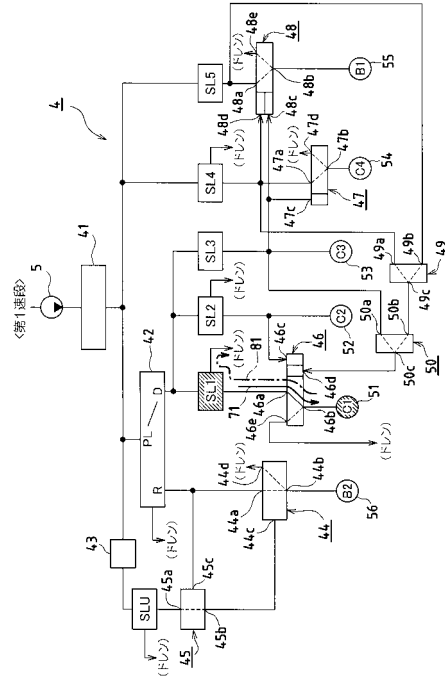 <第1速段>
4
5
41
42
PL
R
D
43
SLU
(ドレン)
(ドレン)
45a
45c
45b
45
44a
44c
44d
(ドレン)
44b
44
B2
56
SL1
(ドレン)
71
81
46a
46e
46c
46
46d
46b
C1
51
(ドレン)
SL2
(ドレン)
C2
52
SL3
C3
53
50a
50b
50c
50
49a
49b
49c
49
SL4
(ドレン)
47a
47c
(ドレン)
47d
47b
47
C4
54
SL5
48a
48d
48c
48e
(ドレン)
48
48b
B1
55